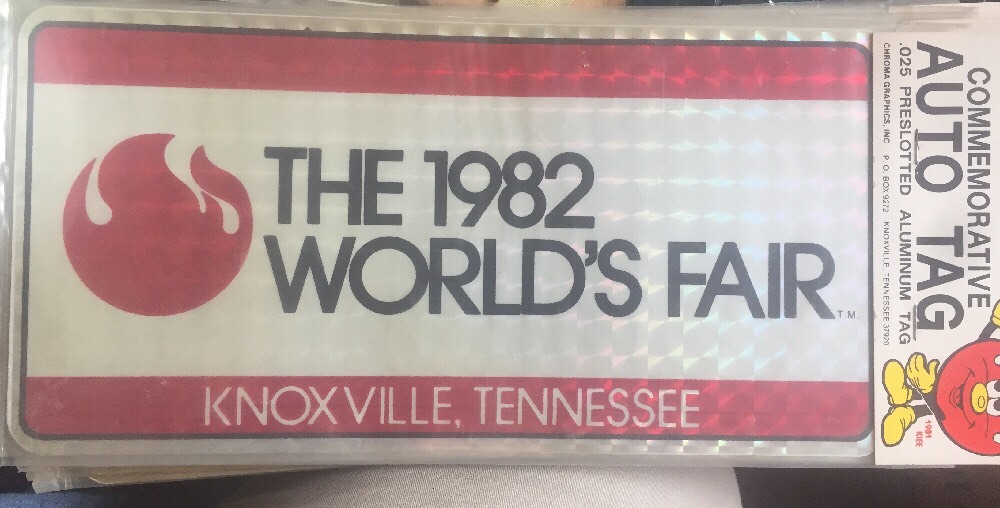 THE 1982
WORLD'S FAIR
T.M.
KNOXVILLE, TENNESSEE
COMMEMORATIVE
AUTO TAG
.025 PRESLOTTED ALUMINUM TAG
CHROMA GRAPHICS, INC P.O. BOX 9272 KNOXVILLE, TENNESSEE 37920
1981